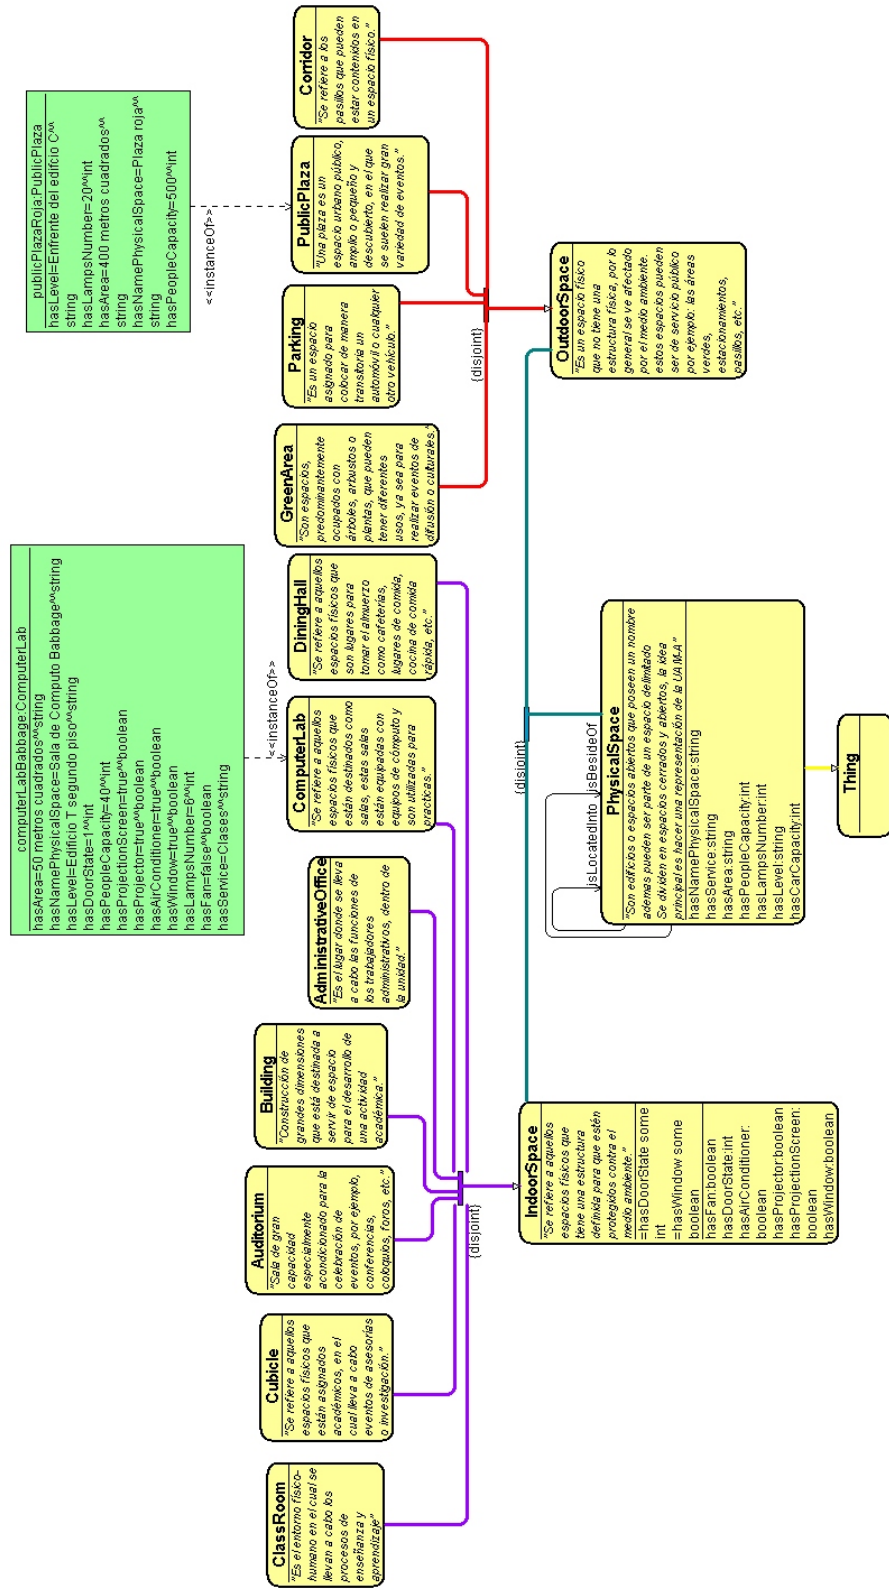 computerLabBabbage:ComputerLab
hasArea=50 metros cuadrados^^string
hasNamePhysicalSpace=Sala de Computo Babbage^^string
hasLevel=Edificio T segundo piso^^string
hasDoorState=1^^int
hasPeopleCapacity=40^^int
hasProjectionScreen=true^^boolean
hasProjector=true^^boolean
hasAirConditioner=true^^boolean
hasWindow=true^^boolean
hasLampsNumber=6^^int
hasFan=false^^boolean
hasService=Clases^^string
publicPlazaRoja:PublicPlaza
hasLevel=Enfrente del edifcio C^^
string
hasLampsNumber=20^^int
hasArea=400 metros cuadrados^^
string
hasNamePhysicalSpace=Plaza roja^^
string
hasPeopleCapacity=500^^int
<<instanceOf>>
<<instanceOf>>
ClassRoom
"Es el entorno físico-
humano en el cual se
llevan a cabo los
procesos de
enseñanza y
aprendizaje"
Cubicle
"Se refiere a aquellos
espacios físicos que
están asignados
académicos, en el
cual lleva a cabo
eventos de asesorías
o investigación."
Auditorium
"Sala de gran
capacidad
especialmente
acondicionado para la
celebración de
eventos, por ejemplo,
conferencias,
coloquios, foros, etc."
Building
"Construcción de
grandes dimensiones
que está destinada a
servir de espacio
para el desarrollo de
una actividad
académica."
AdministrativeOffice
"Es el lugar donde se lleva
a cabo las funciones de
los trabajadores
administrativos, dentro de
la unidad."
ComputerLab
"Se refiere a aquellos
espacios físicos que
están destinados como
salas, estas salas
están equipadas con
equipos de cómputo y
son utilizadas para
practicas."
DiningHall
"Se refiere a aquellos
espacios físicos que
son lugares para
tomar el almuerzo
como cafeterías,
lugares de comida,
cocina de comida
rápida, etc."
GreenArea
"Son espacios,
predominantemente
ocupados con
árboles, arbustos o
plantas, que pueden
tener diferentes
usos, ya sea para
realizar eventos de
difusión o culturales."
Parking
"Es un espacio
asignado para
colocar de manera
transitoria un
automóvil o cualquier
otro vehículo."
PublicPlaza
"Una plaza es un
espacio urbano público,
amplio o pequeño y
descubierto, en el que
se suelen realizar gran
variedad de eventos."
Corridor
"Se refiere a los
pasillos que pueden
estar contenidos en
un espacio físico."
{disjoint}
{disjoint}
{disjoint}
IndoorSpace
"Se refiere a aquellos
espacios físicos que
tiene una estructura
definida para que estén
protegidos contra el
medio ambiente."
=hasDoorState some
int
=hasWindow some
boolean
hasFan:boolean
hasDoorState:int
hasAirConditioner:
boolean
hasProjector:boolean
hasProjectionScreen:
boolean
hasWindow:boolean
isLocatedInto
isBesideOf
PhysicalSpace
"Son edificios o espacios abiertos que poseen un nombre
ademas pueden ser parte de un espacio delimitado
Se dividen en espacios cerrados y abiertos, la idea
principal es hacer una representación de la UAM-A"
hasNamePhysicalSpace:string
hasService:string
hasArea:string
hasPeopleCapacity:int
hasLampsNumber:int
hasLevel:string
hasCarCapacity:int
OutdoorSpace
"Es un espacio físico
que no tiene una
estructura física, por lo
general se ve afectado
por el medio ambiente.
estos espacios pueden
ser de servicio público
por ejemplo: las áreas
verdes,
estacionamientos,
pasillos, etc."
Thing